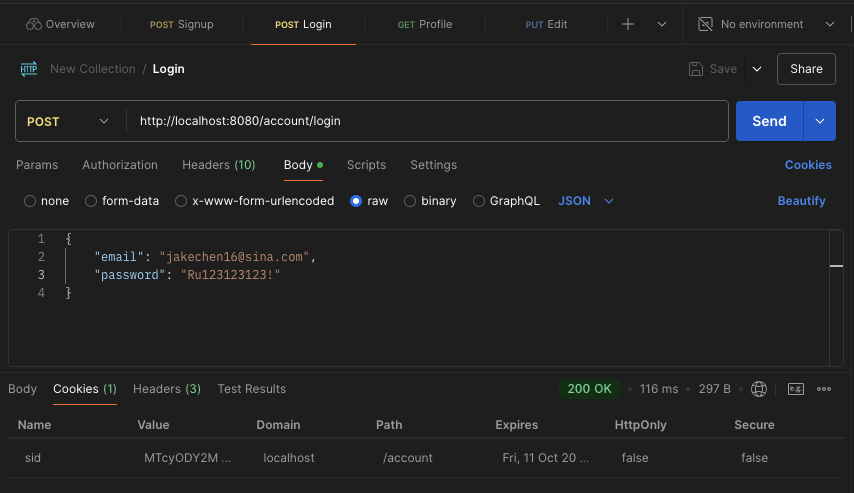 Overview POST Signup POST Login GET Profile PUT Edit No environment
HTTP New Collection / Login Save Share
POST http://localhost:8080/account/login Send
Params Authorization Headers (10) Body Scripts Settings Cookies
none form-data x-www-form-urlencoded raw binary GraphQL JSON Beautify
1 {
2 "email": "jakechen16@sina.com",
3 "password": "Ru123123123!"
4 }
Body Cookies (1) Headers (3) Test Results 200 OK 116 ms 297 B e.g.
Name Value Domain Path Expires HttpOnly Secure
sid MTcyODY2M ... localhost /account Fri, 11 Oct 20 ... false false